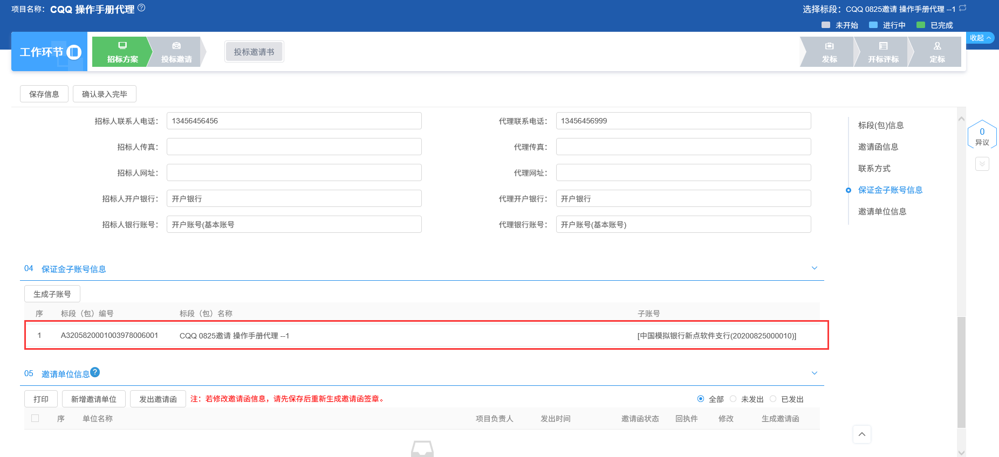 项目名称：CQQ 操作手册代理 ?
选择标段：CQQ 0825邀请 操作手册代理 --1
未开始 进行中 已完成
工作环节 招标方案 投标邀请 投标邀请书 发标 开标评标 定标 收起
保存信息 确认录入完毕
招标人联系人电话： 13456456456 代理联系电话： 13456456999
招标人传真： 代理传真：
招标人网址： 代理网址：
招标人开户银行： 开户银行 代理开户银行： 开户银行
招标人银行账号： 开户账号(基本账号 代理银行账号： 开户账号(基本账号)
标段(包)信息
邀请函信息
联系方式
保证金子账号信息
邀请单位信息
0
异议
04 保证金子账号信息
生成子账号
序 标段（包）编号 标段（包）名称 子账号
1 A3205820001003978006001 CQQ 0825邀请 操作手册代理 --1 [中国模拟银行新点软件支行(20200825000010)]
05 邀请单位信息 ?
打印 新增邀请单位 发出邀请函 注：若修改邀请函信息，请先保存后重新生成邀请函签章。 全部 未发出 已发出
序 单位名称 项目负责人 发出时间 邀请函状态 回执件 修改 生成邀请函